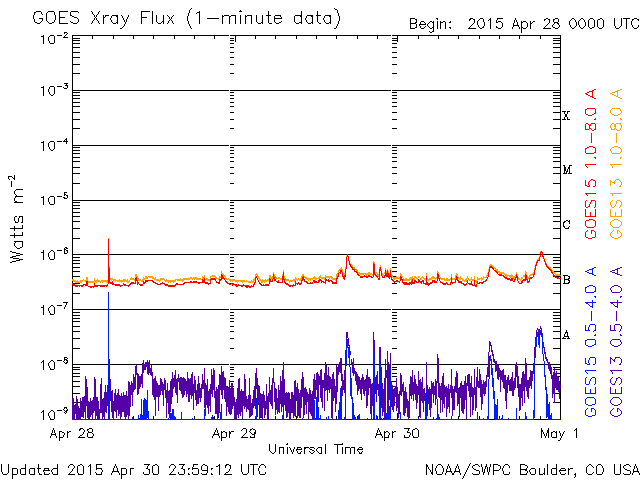 GOES Xray Flux (1-minute data)
Begin: 2015 Apr 28 0000 UTC
10⁻²
10⁻³
10⁻⁴
10⁻⁵
10⁻⁶
10⁻⁷
10⁻⁸
10⁻⁹
Watts m⁻²
X
M
C
B
A
GOES15 1.0-8.0 A
GOES13 1.0-8.0 A
GOES15 0.5-4.0 A
GOES13 0.5-4.0 A
Apr 28
Apr 29
Apr 30
May 1
Universal Time
Updated 2015 Apr 30 23:59:12 UTC
NOAA/SWPC Boulder, CO USA